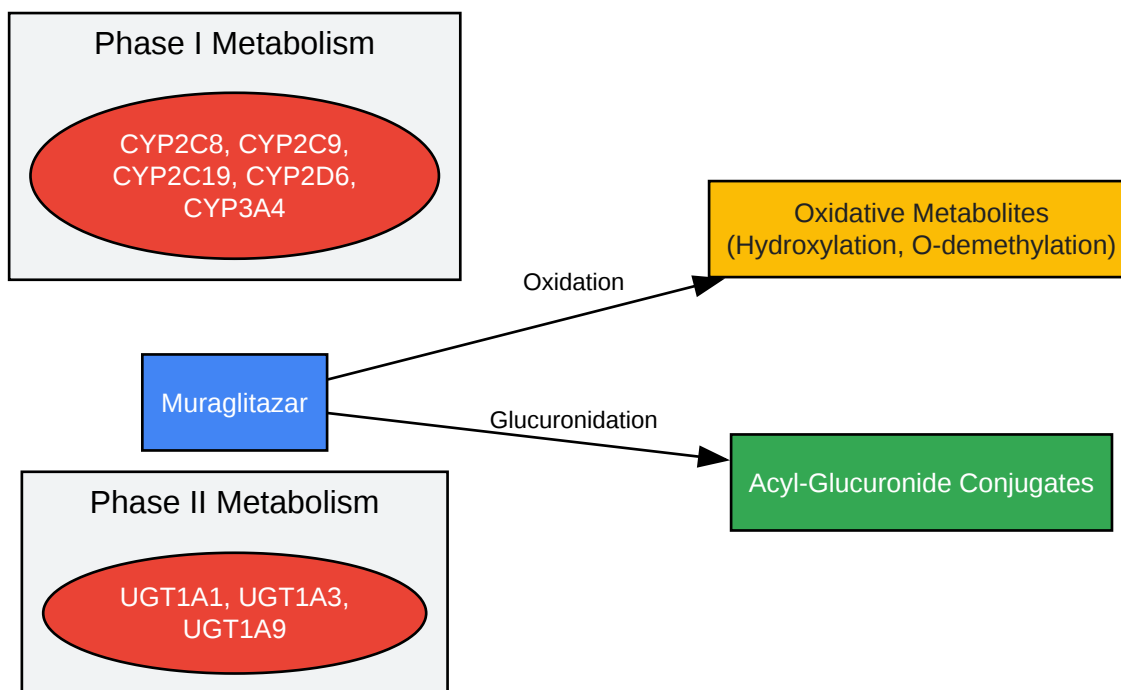 Phase I Metabolism
CYP2C8, CYP2C9,
CYP2C19, CYP2D6,
CYP3A4
Oxidative Metabolites
(Hydroxylation, O-demethylation)
Oxidation
Muraglitazar
Glucuronidation
Acyl-Glucuronide Conjugates
Phase II Metabolism
UGT1A1, UGT1A3,
UGT1A9